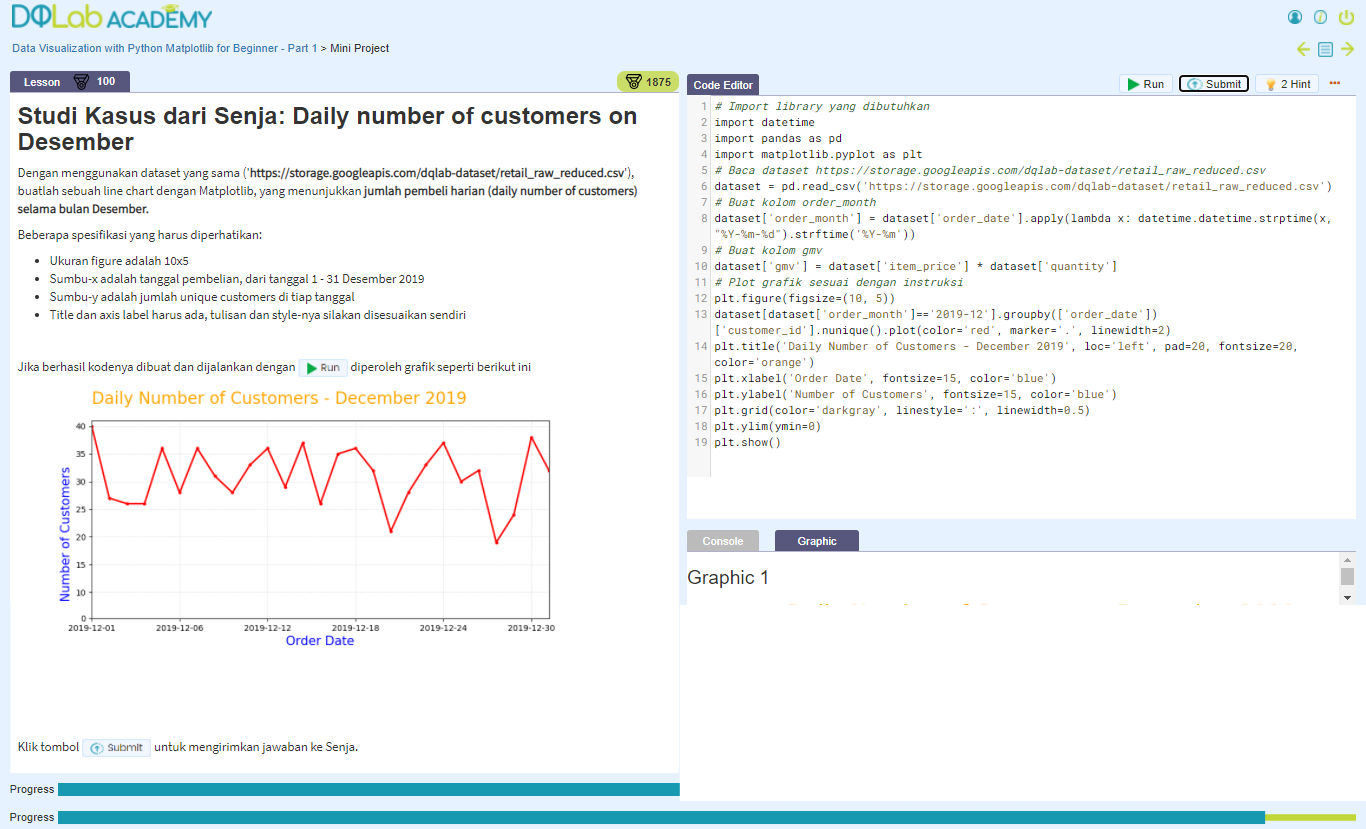 DQLab ACADEMY
Data Visualization with Python Matplotlib for Beginner - Part 1 > Mini Project
Lesson 100
1875
Studi Kasus dari Senja: Daily number of customers on
Desember
Dengan menggunakan dataset yang sama ('https://storage.googleapis.com/dqlab-dataset/retail_raw_reduced.csv'),
buatlah sebuah line chart dengan Matplotlib, yang menunjukkan jumlah pembeli harian (daily number of customers)
selama bulan Desember.
Beberapa spesifikasi yang harus diperhatikan:
• Ukuran figure adalah 10x5
• Sumbu-x adalah tanggal pembelian, dari tanggal 1 - 31 Desember 2019
• Sumbu-y adalah jumlah unique customers di tiap tanggal
• Title dan axis label harus ada, tulisan dan style-nya silakan disesuaikan sendiri
Jika berhasil kodenya dibuat dan dijalankan dengan Run diperoleh grafik seperti berikut ini
Daily Number of Customers - December 2019
40
35
30
25
20
15
10
0
Number of Customers
2019-12-01 2019-12-06 2019-12-12 2019-12-18 2019-12-24 2019-12-30
Order Date
Klik tombol Submit untuk mengirimkan jawaban ke Senja.
Progress
Code Editor
Run Submit 2 Hint
1 # Import library yang dibutuhkan
2 import datetime
3 import pandas as pd
4 import matplotlib.pyplot as plt
5 # Baca dataset https://storage.googleapis.com/dqlab-dataset/retail_raw_reduced.csv
6 dataset = pd.read_csv('https://storage.googleapis.com/dqlab-dataset/retail_raw_reduced.csv')
7 # Buat kolom order_month
8 dataset['order_month'] = dataset['order_date'].apply(lambda x: datetime.datetime.strptime(x,
"%Y-%m-%d").strftime('%Y-%m'))
9 # Buat kolom gmv
10 dataset['gmv'] = dataset['item_price'] * dataset['quantity']
11 # Plot grafik sesuai dengan instruksi
12 plt.figure(figsize=(10, 5))
13 dataset[dataset['order_month']=='2019-12'].groupby(['order_date'])
['customer_id'].nunique().plot(color='red', marker='.', linewidth=2)
14 plt.title('Daily Number of Customers - December 2019', loc='left', pad=20, fontsize=20,
color='orange')
15 plt.xlabel('Order Date', fontsize=15, color='blue')
16 plt.ylabel('Number of Customers', fontsize=15, color='blue')
17 plt.grid(color='darkgray', linestyle=':', linewidth=0.5)
18 plt.ylim(ymin=0)
19 plt.show()
Console Graphic
Graphic 1
Progress